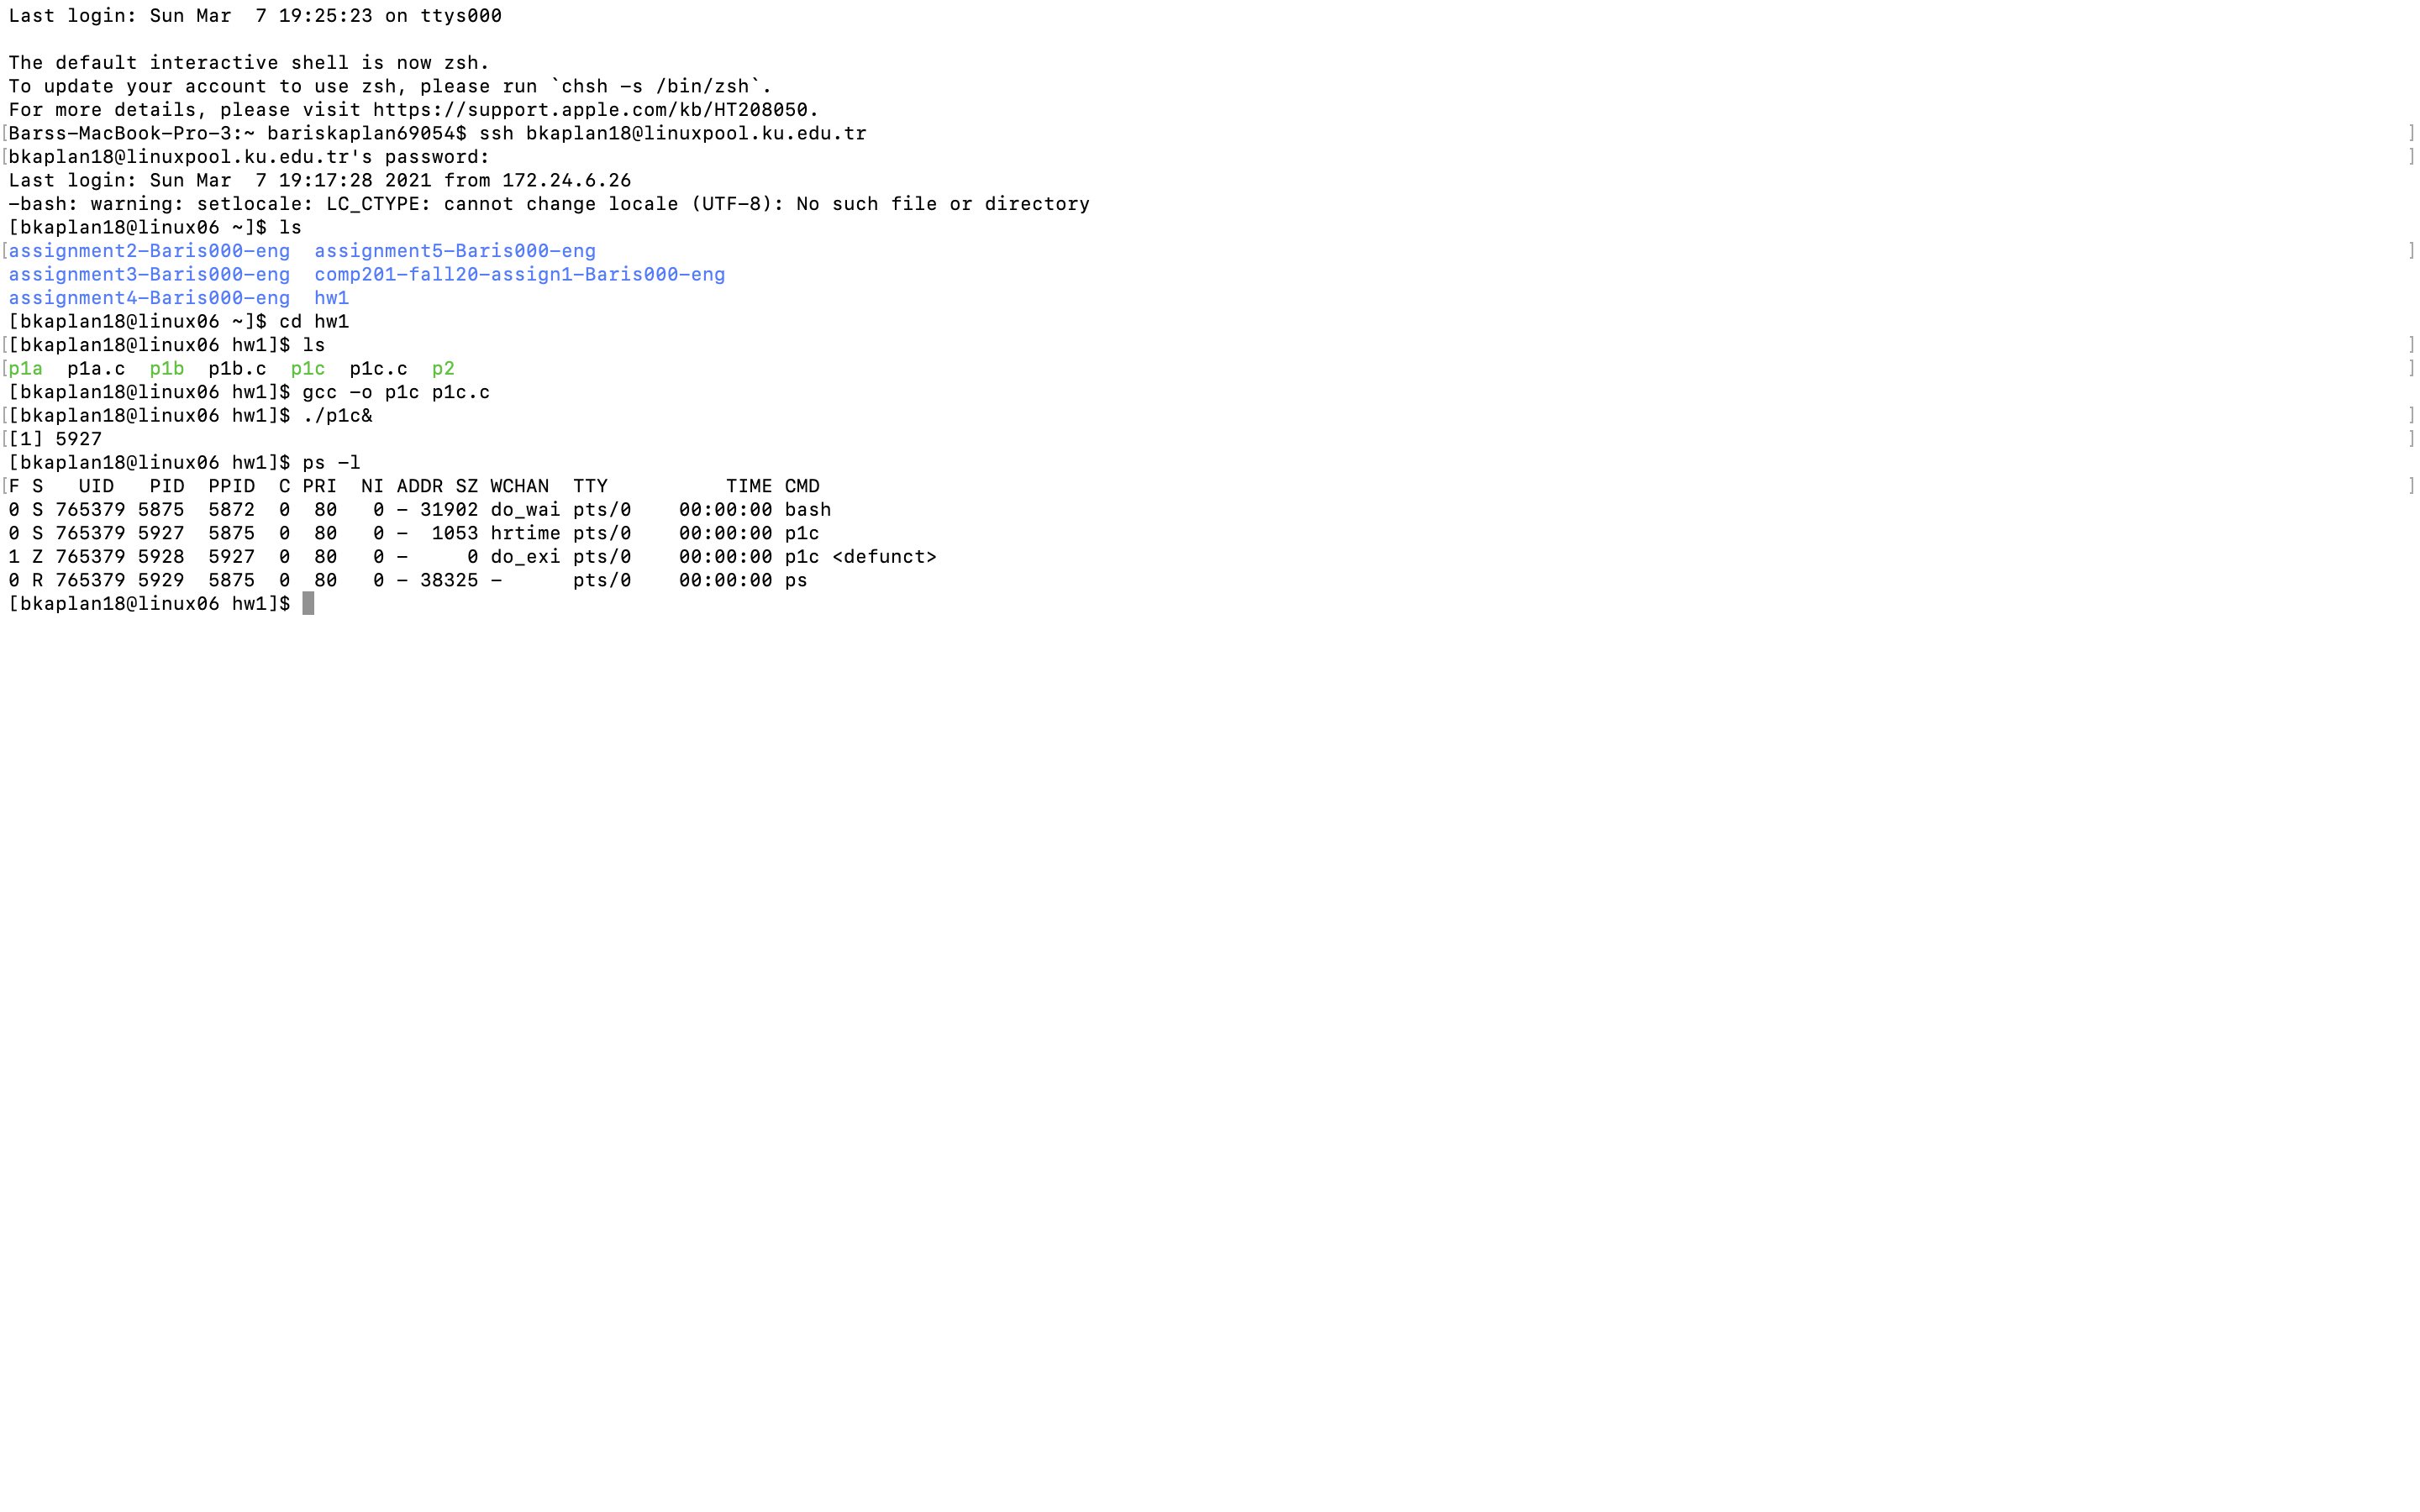 Last login: Sun Mar  7 19:25:23 on ttys000

The default interactive shell is now zsh.
To update your account to use zsh, please run `chsh -s /bin/zsh`.
For more details, please visit https://support.apple.com/kb/HT208050.
[Barss-MacBook-Pro-3:~ bariskaplan69054$ ssh bkaplan18@linuxpool.ku.edu.tr ]
[bkaplan18@linuxpool.ku.edu.tr's password: ]
Last login: Sun Mar  7 19:17:28 2021 from 172.24.6.26
-bash: warning: setlocale: LC_CTYPE: cannot change locale (UTF-8): No such file or directory
[bkaplan18@linux06 ~]$ ls
[assignment2-Baris000-eng  assignment5-Baris000-eng ]
assignment3-Baris000-eng  comp201-fall20-assign1-Baris000-eng
assignment4-Baris000-eng  hw1
[bkaplan18@linux06 ~]$ cd hw1
[[bkaplan18@linux06 hw1]$ ls ]
[p1a  p1a.c  p1b  p1b.c  p1c  p1c.c  p2 ]
[bkaplan18@linux06 hw1]$ gcc -o p1c p1c.c
[[bkaplan18@linux06 hw1]$ ./p1c& ]
[[1] 5927 ]
[bkaplan18@linux06 hw1]$ ps -l
[F S   UID   PID  PPID  C PRI  NI ADDR SZ WCHAN  TTY          TIME CMD ]
0 S 765379 5875  5872  0  80   0 - 31902 do_wai pts/0    00:00:00 bash
0 S 765379 5927  5875  0  80   0 -  1053 hrtime pts/0    00:00:00 p1c
1 Z 765379 5928  5927  0  80   0 -     0 do_exi pts/0    00:00:00 p1c <defunct>
0 R 765379 5929  5875  0  80   0 - 38325 -      pts/0    00:00:00 ps
[bkaplan18@linux06 hw1]$